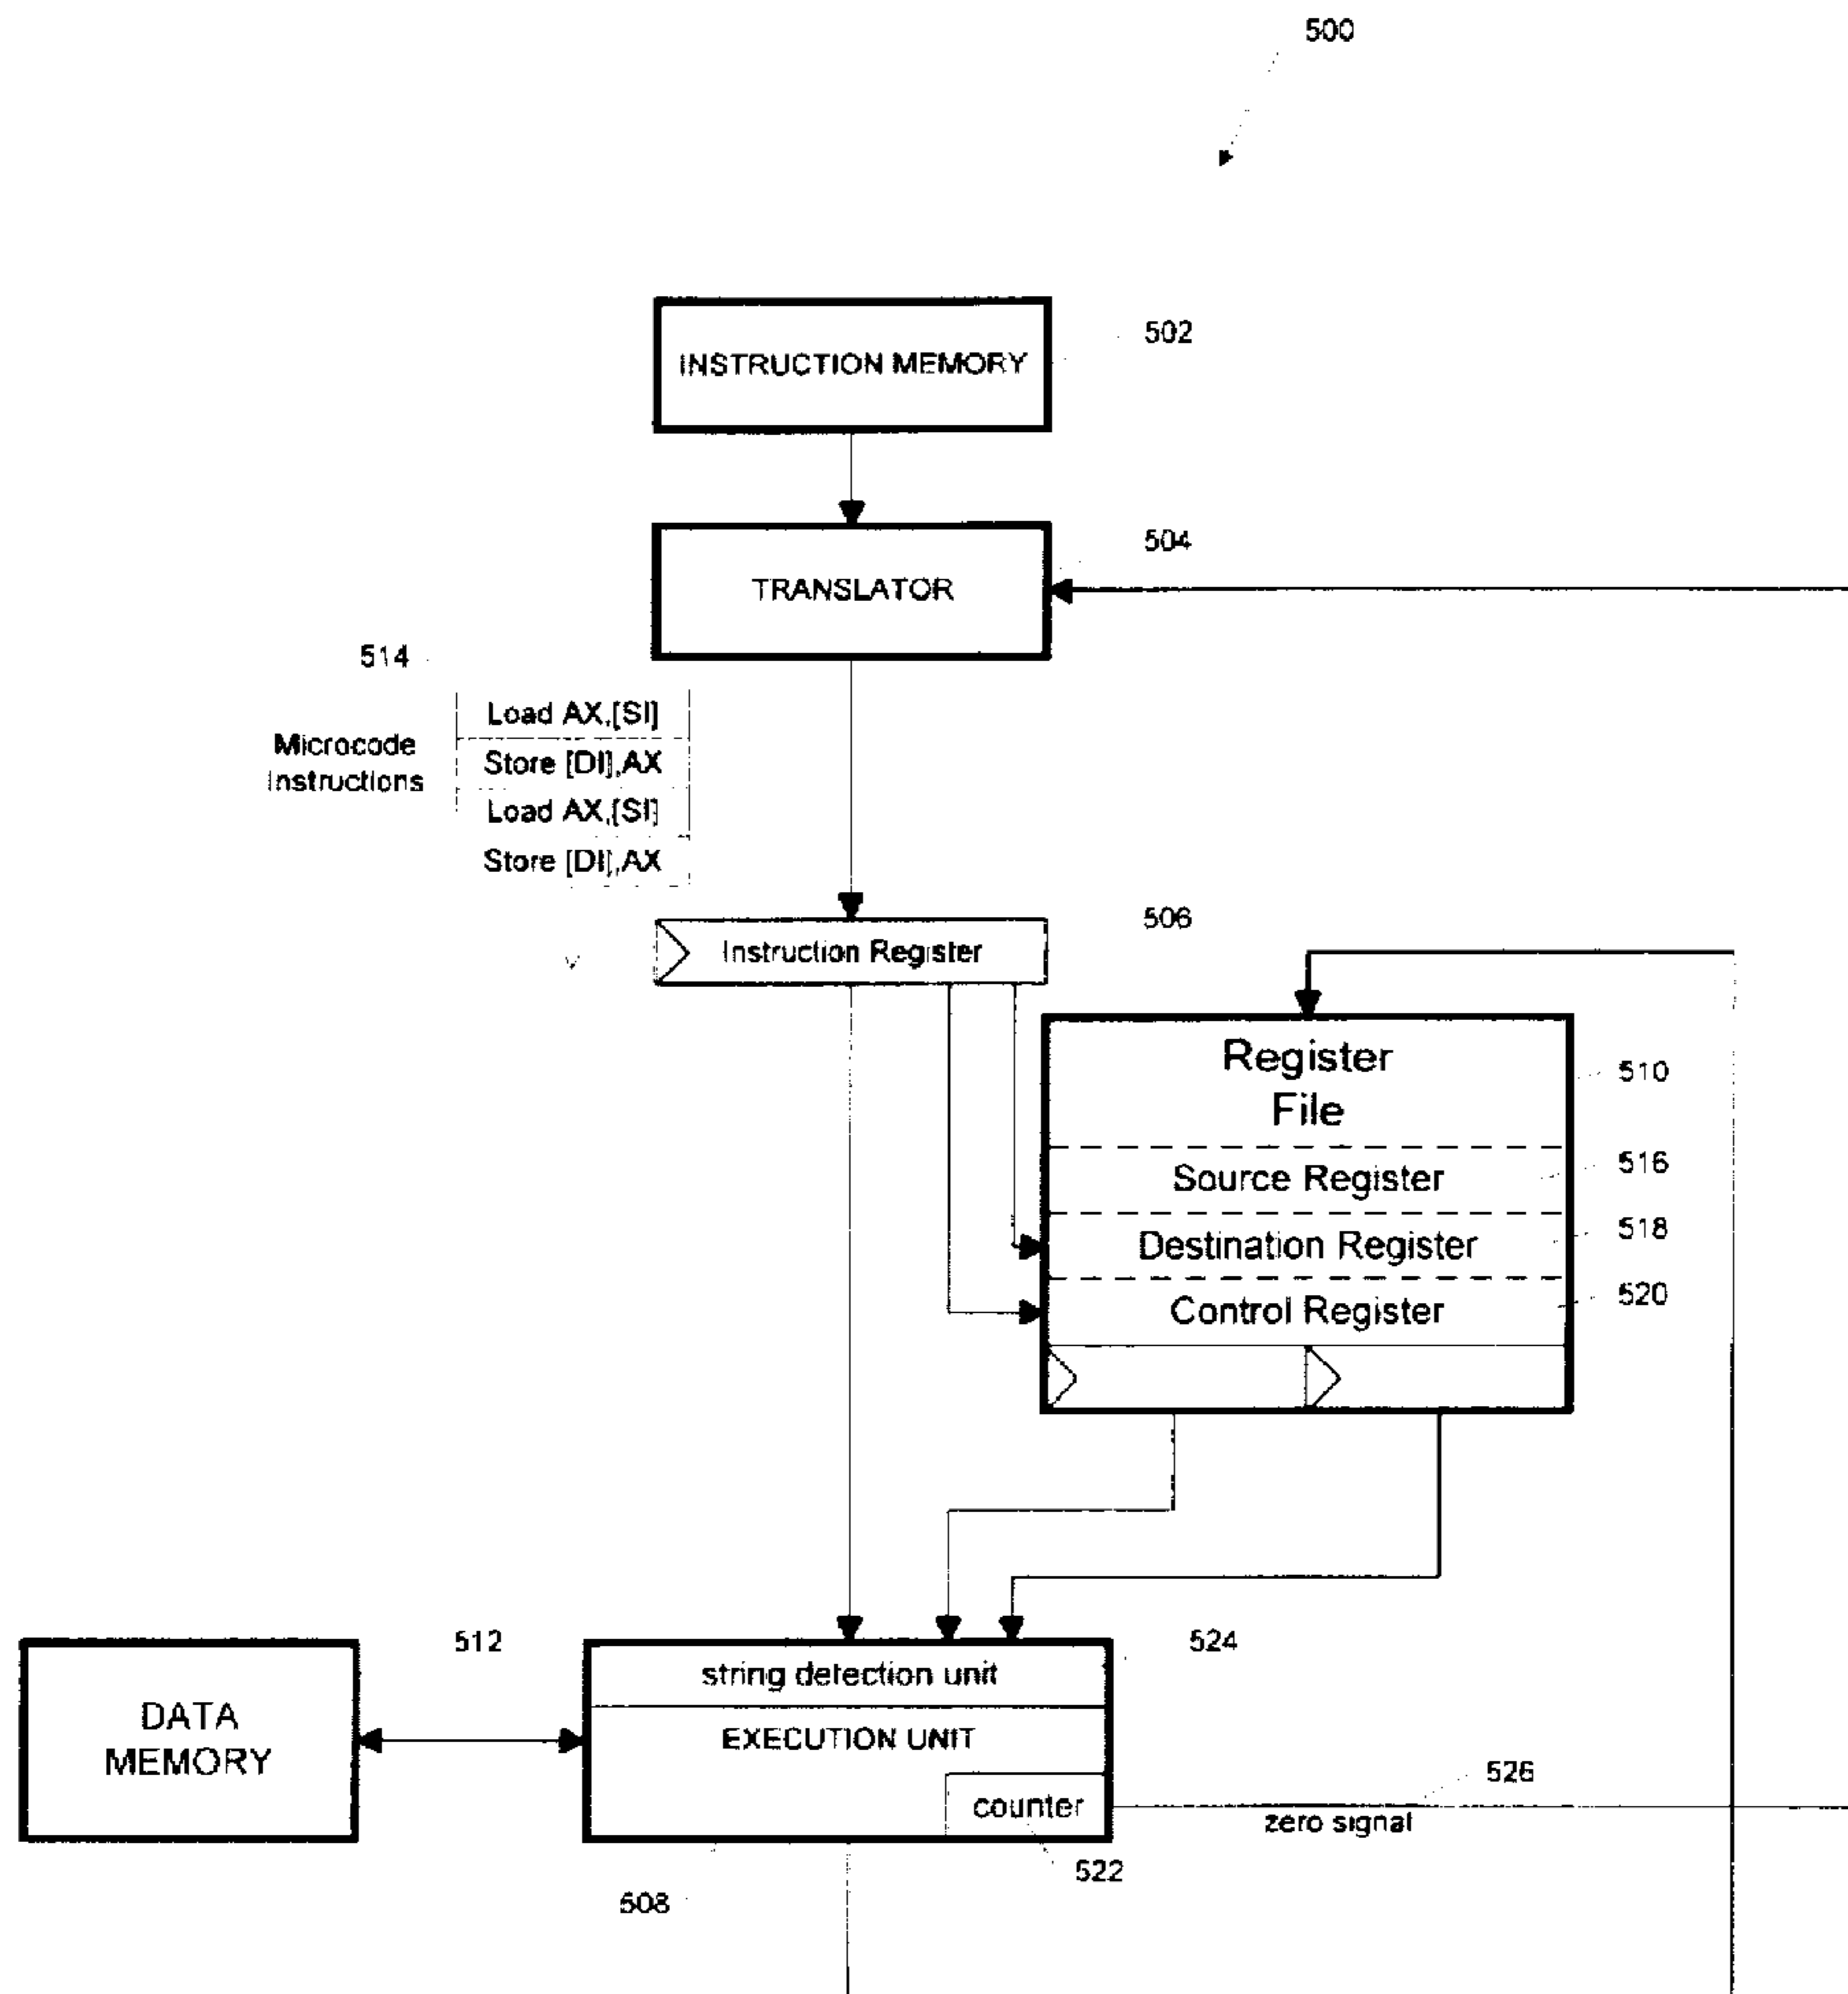 500
INSTRUCTION MEMORY
502
TRANSLATOR
504
514
Microcode
Instructions
Load AX,[SI]
Store [DI],AX
Load AX,[SI]
Store [DI],AX
Instruction Register
506
Register
File
510
Source Register
516
Destination Register
518
Control Register
520
DATA
MEMORY
512
string detection unit
524
EXECUTION UNIT
counter
zero signal
526
522
508